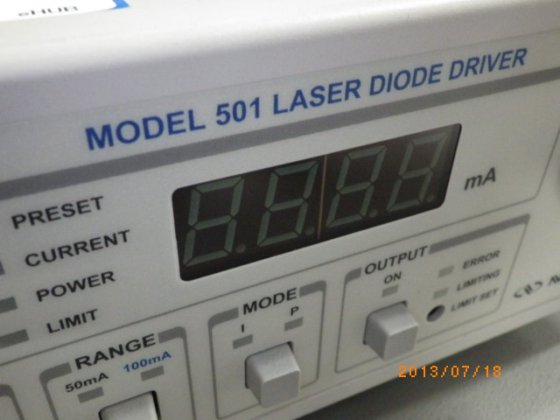 eHUB
MODEL 501 LASER DIODE DRIVER
mA
PRESET
CURRENT
POWER
LIMIT
RANGE
50mA 100mA
MODE
I P
OUTPUT
ON
ERROR
LIMITING
LIMIT SET
2013/07/18